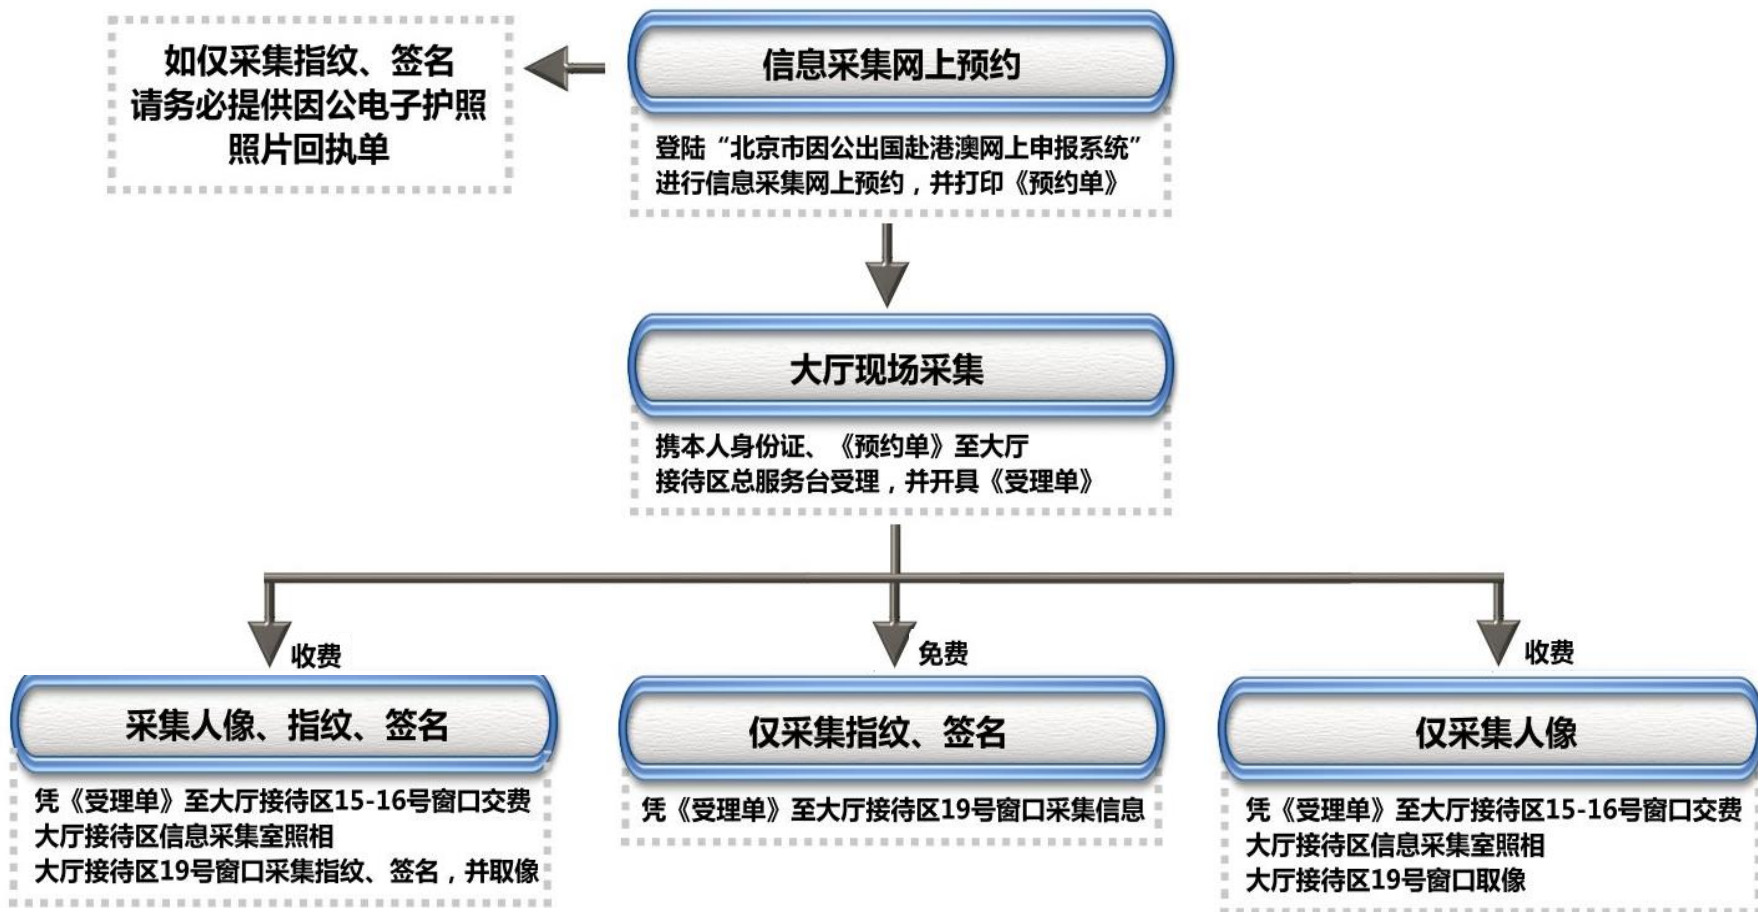 如仅采集指纹、签名
请务必提供因公电子护照
照片回执单
信息采集网上预约
登陆“北京市因公出国赴港澳网上申报系统”
进行信息采集网上预约，并打印《预约单》
大厅现场采集
携本人身份证、《预约单》至大厅
接待区总服务台受理，并开具《受理单》
收费
采集人像、指纹、签名
凭《受理单》至大厅接待区15-16号窗口交费
大厅接待区信息采集室照相
大厅接待区19号窗口采集指纹、签名，并取像
免费
仅采集指纹、签名
凭《受理单》至大厅接待区19号窗口采集信息
收费
仅采集人像
凭《受理单》至大厅接待区15-16号窗口交费
大厅接待区信息采集室照相
大厅接待区19号窗口取像